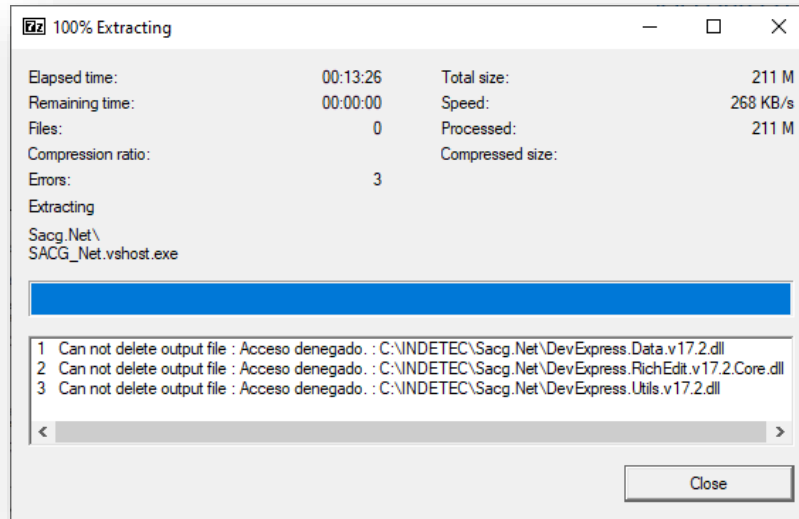 7z 100% Extracting
Elapsed time: 00:13:26 Total size: 211 M
Remaining time: 00:00:00 Speed: 268 KB/s
Files: 0 Processed: 211 M
Compression ratio: Compressed size:
Errors: 3
Extracting
Sacg.Net\
SACG_Net.vshost.exe
1 Can not delete output file : Acceso denegado. : C:\INDETEC\Sacg.Net\DevExpress.Data.v17.2.dll
2 Can not delete output file : Acceso denegado. : C:\INDETEC\Sacg.Net\DevExpress.RichEdit.v17.2.Core.dll
3 Can not delete output file : Acceso denegado. : C:\INDETEC\Sacg.Net\DevExpress.Utils.v17.2.dll
Close